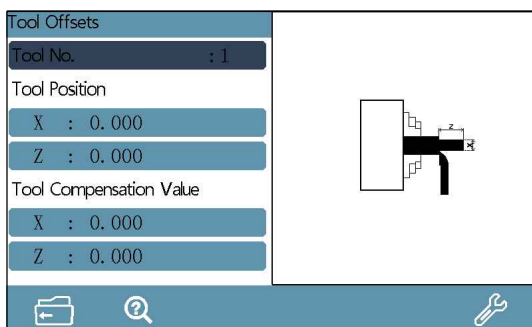 Tool Offsets
Tool No. : 1
Tool Position
X : 0.000
Z : 0.000
Tool Compensation Value
X : 0.000
Z : 0.000
Z
X